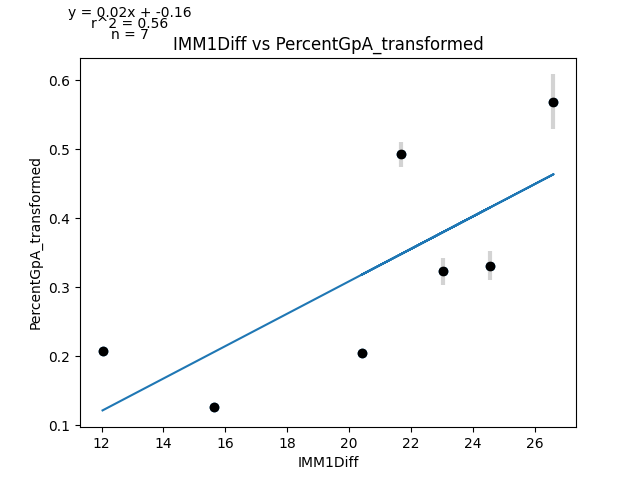 y = 0.02x + -0.16
r^2 = 0.56
n = 7
IMM1Diff vs PercentGpA_transformed
0.6
0.5
0.4
0.3
0.2
0.1
PercentGpA_transformed
12 14 16 18 20 22 24 26
IMM1Diff